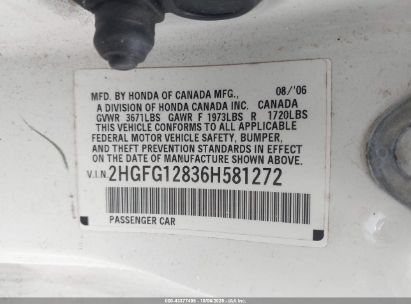 MFD. BY HONDA OF CANADA MFG., 08/'06
A DIVISION OF HONDA CANADA INC. CANADA
GVWR 3671LBS GAWR F 1973LBS R 1720LBS
THIS VEHICLE CONFORMS TO ALL APPLICABLE
FEDERAL MOTOR VEHICLE SAFETY, BUMPER,
AND THEFT PREVENTION STANDARDS IN EFFECT
ON THE DATE OF MANUFACTURE SHOWN ABOVE.
V.I.N. 2HGFG12836H581272
PASSENGER CAR